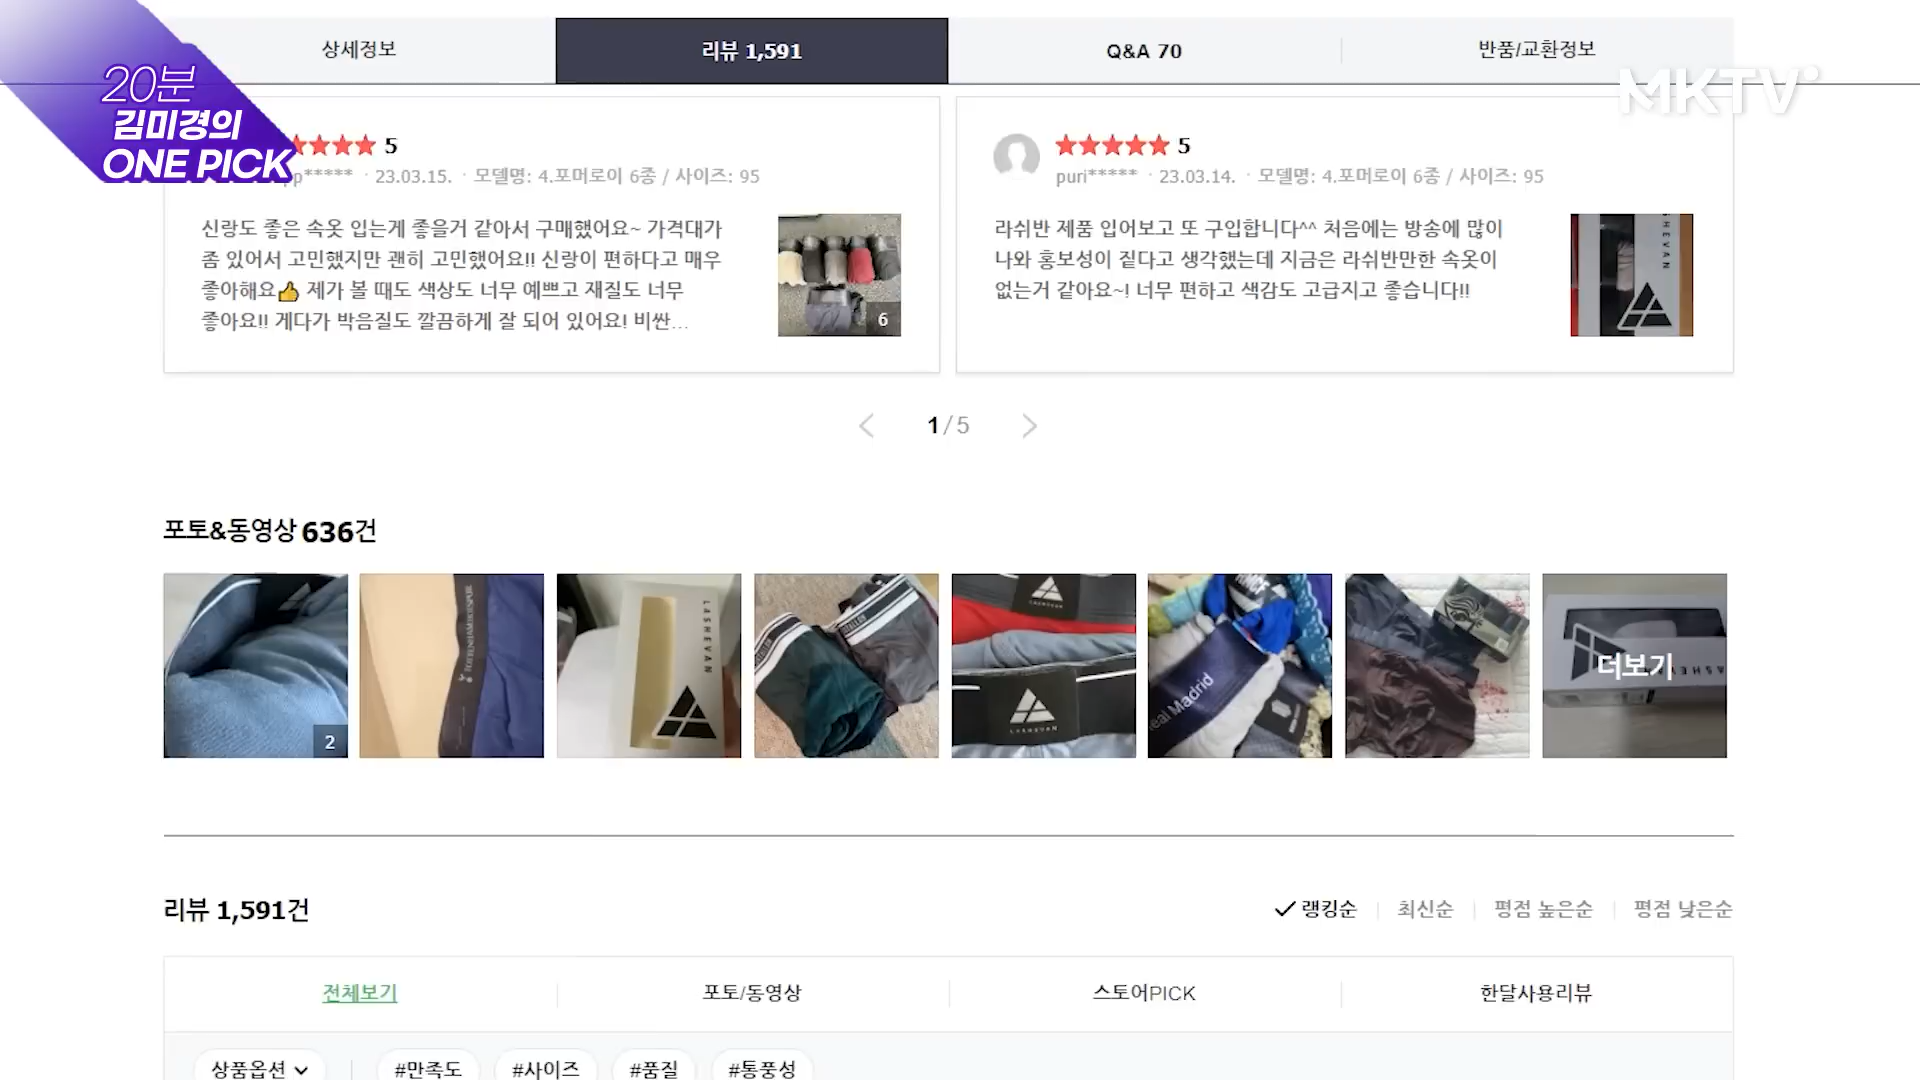 상세정보
리뷰 1,591
Q&A 70
반품/교환정보
MKTV
20분
김미경의
ONE PICK
5
pp***** · 23.03.15. · 모델명: 4.포머로이 6종 / 사이즈: 95
신랑도 좋은 속옷 입는게 좋을거 같아서 구매했어요~ 가격대가
좀 있어서 고민했지만 괜히 고민했어요!! 신랑이 편하다고 매우
좋아해요👍 제가 볼 때도 색상도 너무 예쁘고 재질도 너무
좋아요!! 게다가 박음질도 깔끔하게 잘 되어 있어요! 비싼...
6
5
puri***** · 23.03.14. · 모델명: 4.포머로이 6종 / 사이즈: 95
라쉬반 제품 입어보고 또 구입합니다^^ 처음에는 방송에 많이
나와 홍보성이 짙다고 생각했는데 지금은 라쉬반만한 속옷이
없는거 같아요~! 너무 편하고 색감도 고급지고 좋습니다!!
SHEVAN
1 / 5
포토&동영상 636건
2
TOTTENHAM HOTSPUR
LASHEVAN
LASHEVAN
LASHEVAN
eal Madrid
더보기
리뷰 1,591건
랭킹순
최신순
평점 높은순
평점 낮은순
전체보기
포토/동영상
스토어PICK
한달사용리뷰
상품옵션
#만족도
#사이즈
#품질
#통풍성